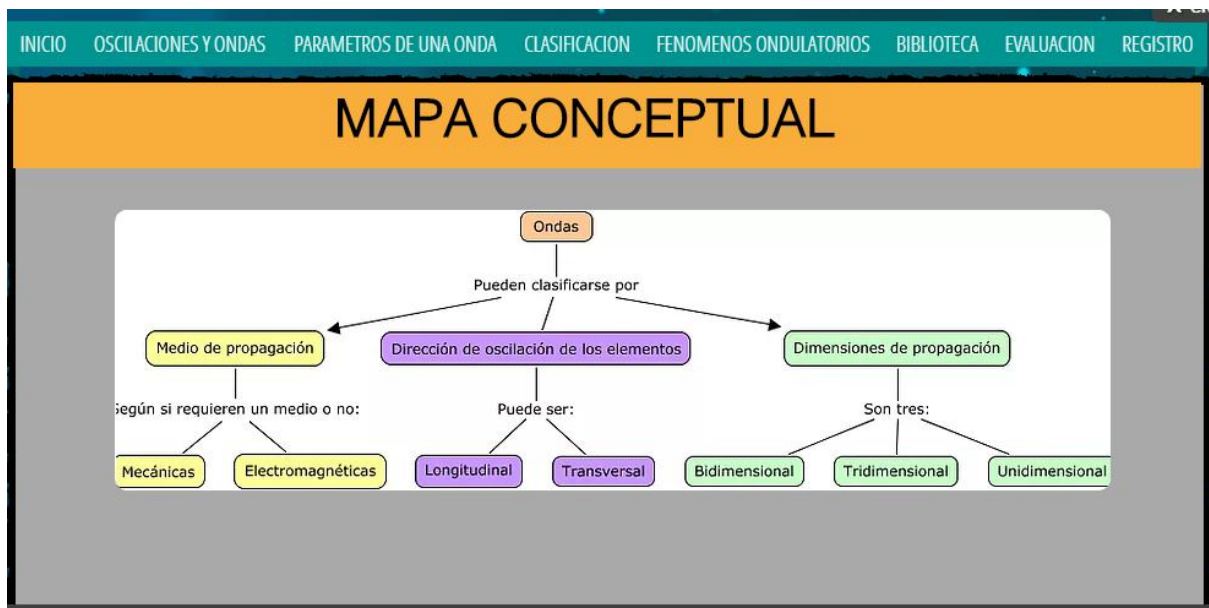 INICIO OSCILACIONES Y ONDAS PARAMETROS DE UNA ONDA CLASIFICACION FENOMENOS ONDULATORIOS BIBLIOTECA EVALUACION REGISTRO
MAPA CONCEPTUAL
Ondas
Pueden clasificarse por
Medio de propagación Dirección de oscilación de los elementos Dimensiones de propagación
Según si requieren un medio o no: Puede ser: Son tres:
Mecánicas Electromagnéticas Longitudinal Transversal Bidimensional Tridimensional Unidimensional